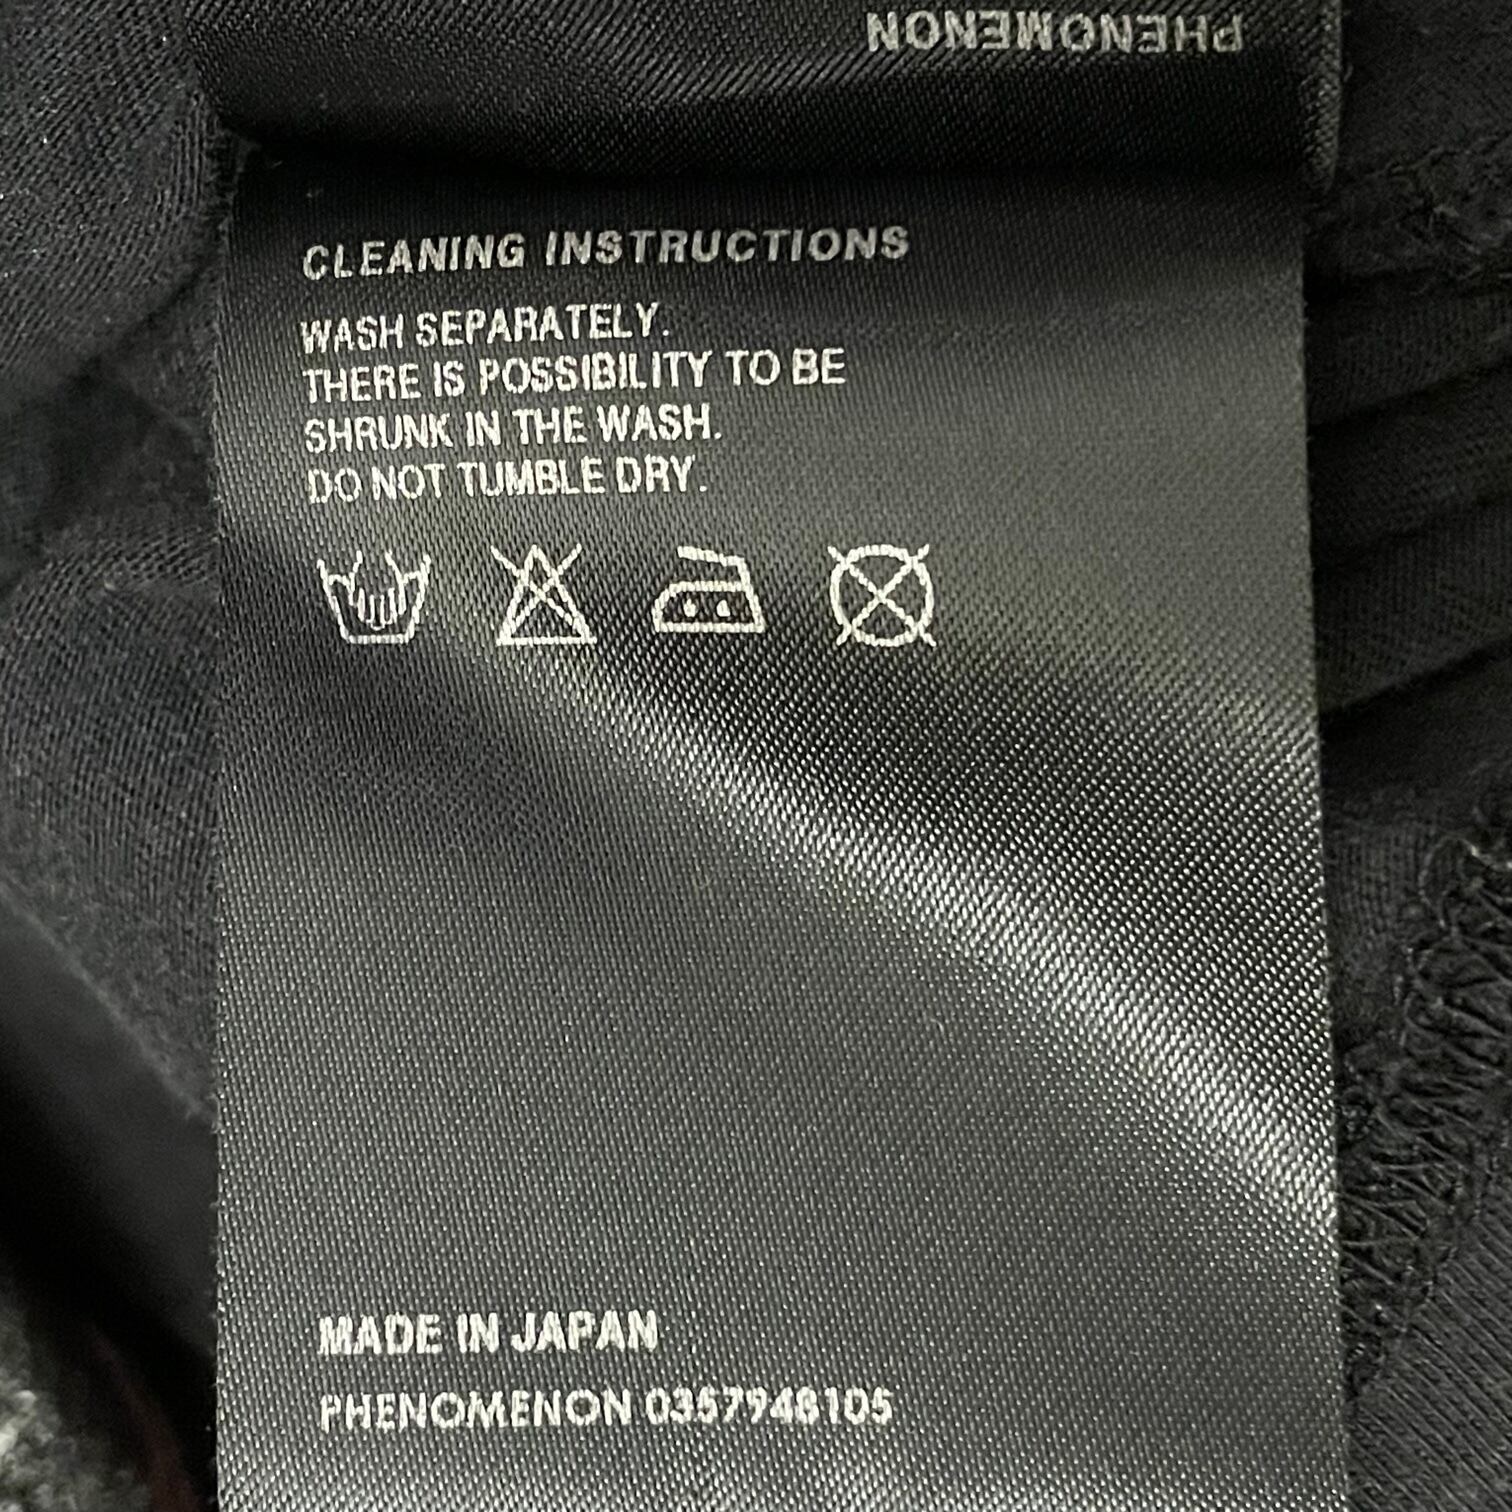 PHENOMENON
CLEANING INSTRUCTIONS
WASH SEPARATELY.
THERE IS POSSIBILITY TO BE
SHRUNK IN THE WASH.
DO NOT TUMBLE DRY.
MADE IN JAPAN
PHENOMENON 0357948105